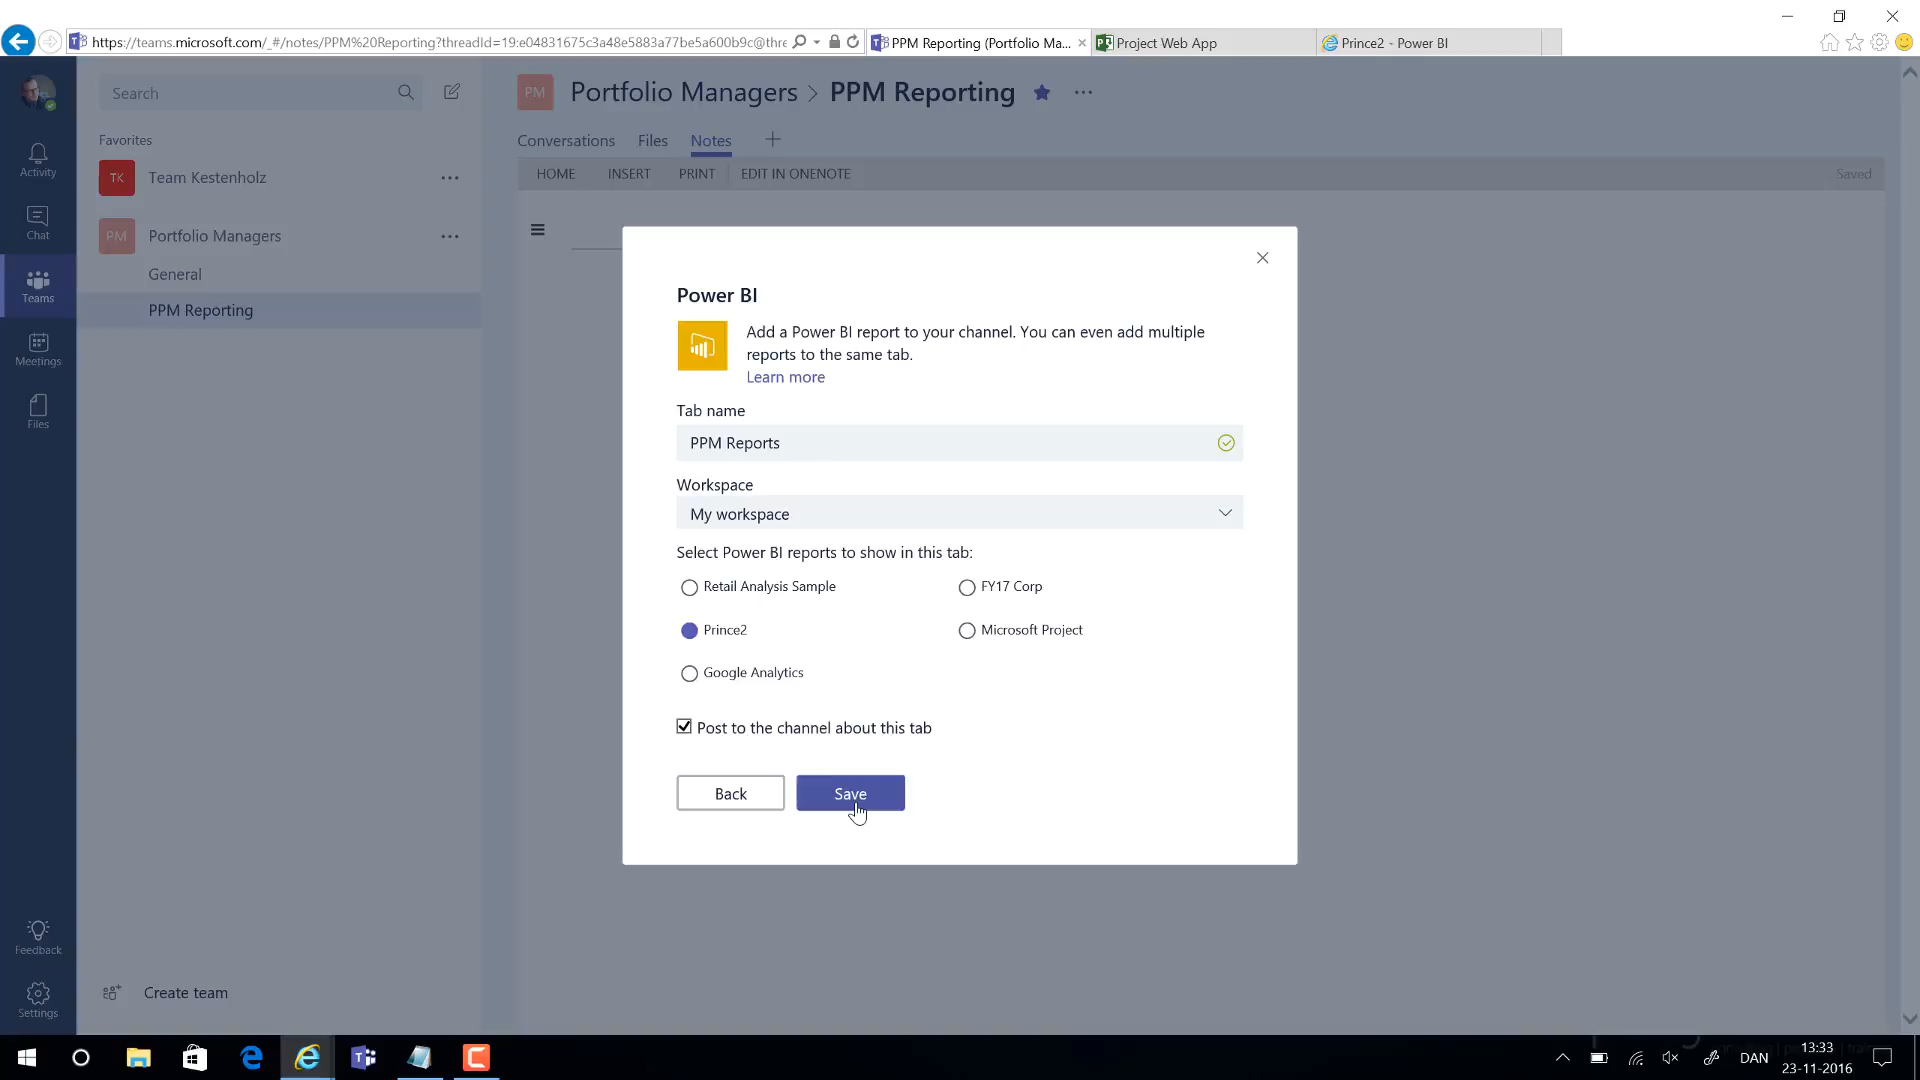 https://teams.microsoft.com/_#/notes/PPM%20Reporting?threadId=19:e04831675c3a48e5883a77be5a600b9c@thre
PPM Reporting (Portfolio Ma...
Project Web App
Prince2 - Power BI
Search
PM
Portfolio Managers > PPM Reporting
Conversations
Files
Notes
HOME
INSERT
PRINT
EDIT IN ONENOTE
Saved
Activity
Chat
Teams
Meetings
Files
Feedback
Settings
Favorites
TK
Team Kestenholz
PM
Portfolio Managers
General
PPM Reporting
Create team
Power BI
Add a Power BI report to your channel. You can even add multiple
reports to the same tab.
Learn more
Tab name
PPM Reports
Workspace
My workspace
Select Power BI reports to show in this tab:
Retail Analysis Sample
FY17 Corp
Prince2
Microsoft Project
Google Analytics
Post to the channel about this tab
Back
Save
DAN
13:33
23-11-2016